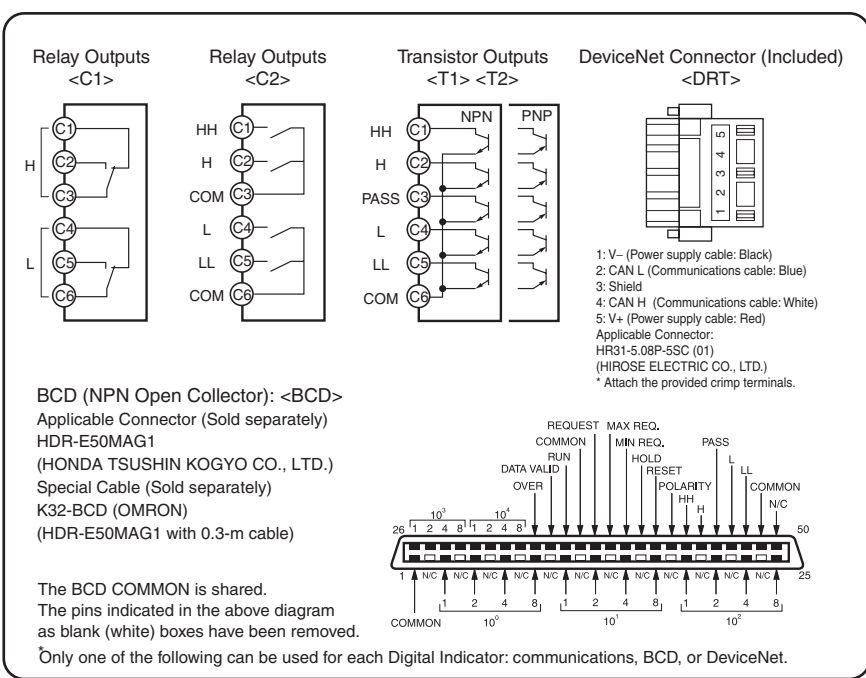 Relay Outputs
<C1>
H
L
C1
C2
C3
C4
C5
C6
Relay Outputs
<C2>
HH
H
COM
L
LL
COM
C1
C2
C3
C4
C5
C6
Transistor Outputs
<T1> <T2>
NPN
PNP
HH
H
PASS
L
LL
COM
C1
C2
C3
C4
C5
C6
DeviceNet Connector (Included)
<DRT>
5
4
3
2
1
1: V– (Power supply cable: Black)
2: CAN L (Communications cable: Blue)
3: Shield
4: CAN H (Communications cable: White)
5: V+ (Power supply cable: Red)
Applicable Connector:
HR31-5.08P-5SC (01)
(HIROSE ELECTRIC CO., LTD.)
* Attach the provided crimp terminals.
BCD (NPN Open Collector): <BCD>
Applicable Connector (Sold separately)
HDR-E50MAG1
(HONDA TSUSHIN KOGYO CO., LTD.)
Special Cable (Sold separately)
K32-BCD (OMRON)
(HDR-E50MAG1 with 0.3-m cable)
The BCD COMMON is shared.
The pins indicated in the above diagram
as blank (white) boxes have been removed.
REQUEST MAX REQ.
COMMON MIN REQ. PASS
RUN HOLD L
DATA VALID RESET LL
OVER POLARITY COMMON
HH N/C
H
10³ 10⁴
26 1 2 4 8 1 2 4 8 50
1 N/C N/C N/C N/C N/C N/C N/C N/C N/C N/C N/C N/C 25
1 2 4 8 1 2 4 8 1 2 4 8
COMMON 10⁰ 10¹ 10²
*Only one of the following can be used for each Digital Indicator: communications, BCD, or DeviceNet.